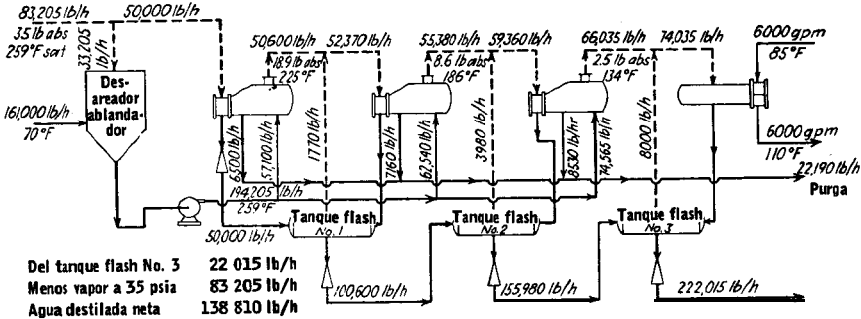 83,205 lb/h
50,000 lb/h
35 lb abs
259°F sat
33,205
lb/h
50,600 lb/h
52,370 lb/h
18.9 lb abs
225°F
55,380 lb/h
59,360 lb/h
8.6 lb abs
186°F
66,035 lb/h
74,035 lb/h
2.5 lb abs
134°F
6000 gpm
85°F
Des-
areador
ablanda-
dor
161,000 lb/h
70°F
6500 lb/h
57,100 lb/h
1770 lb/h
7160 lb/h
62,540 lb/h
3980 lb/h
8530 lb/hr
74,565 lb/h
8000 lb/h
6000 gpm
110°F
22,190 lb/h
Purga
194,205 lb/h
259°F
50,000 lb/h
Tanque flash
No. 1
Tanque flash
No. 2
Tanque flash
No. 3
100,600 lb/h
155,980 lb/h
222,015 lb/h
Del tanque flash No. 3 22 015 lb/h
Menos vapor a 35 psia 83 205 lb/h
Agua destilada neta 138 810 lb/h